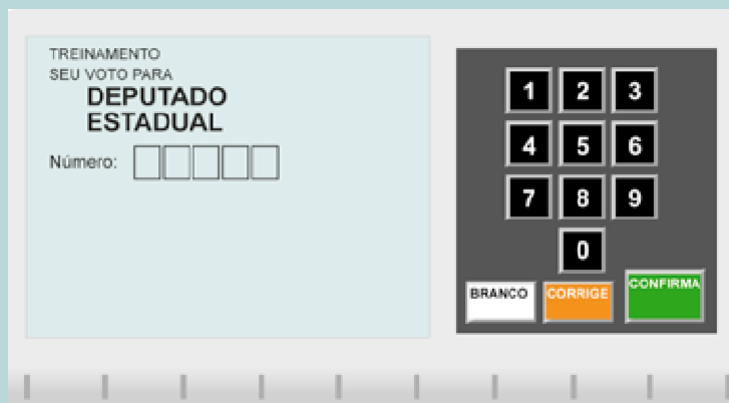 TREINAMENTO
SEU VOTO PARA
DEPUTADO
ESTADUAL
Número:
1 2 3
4 5 6
7 8 9
0
BRANCO CORRIGE CONFIRMA